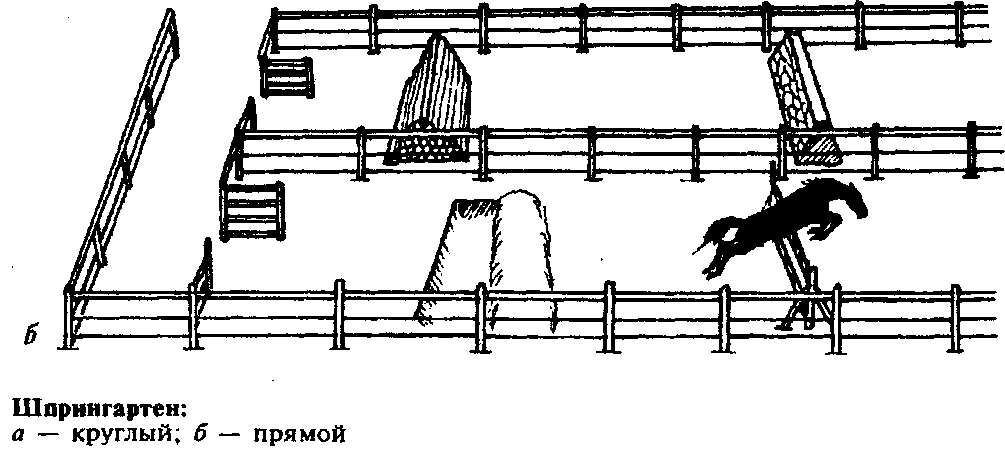 б
Шпрингартен:
а — круглый; б — прямой